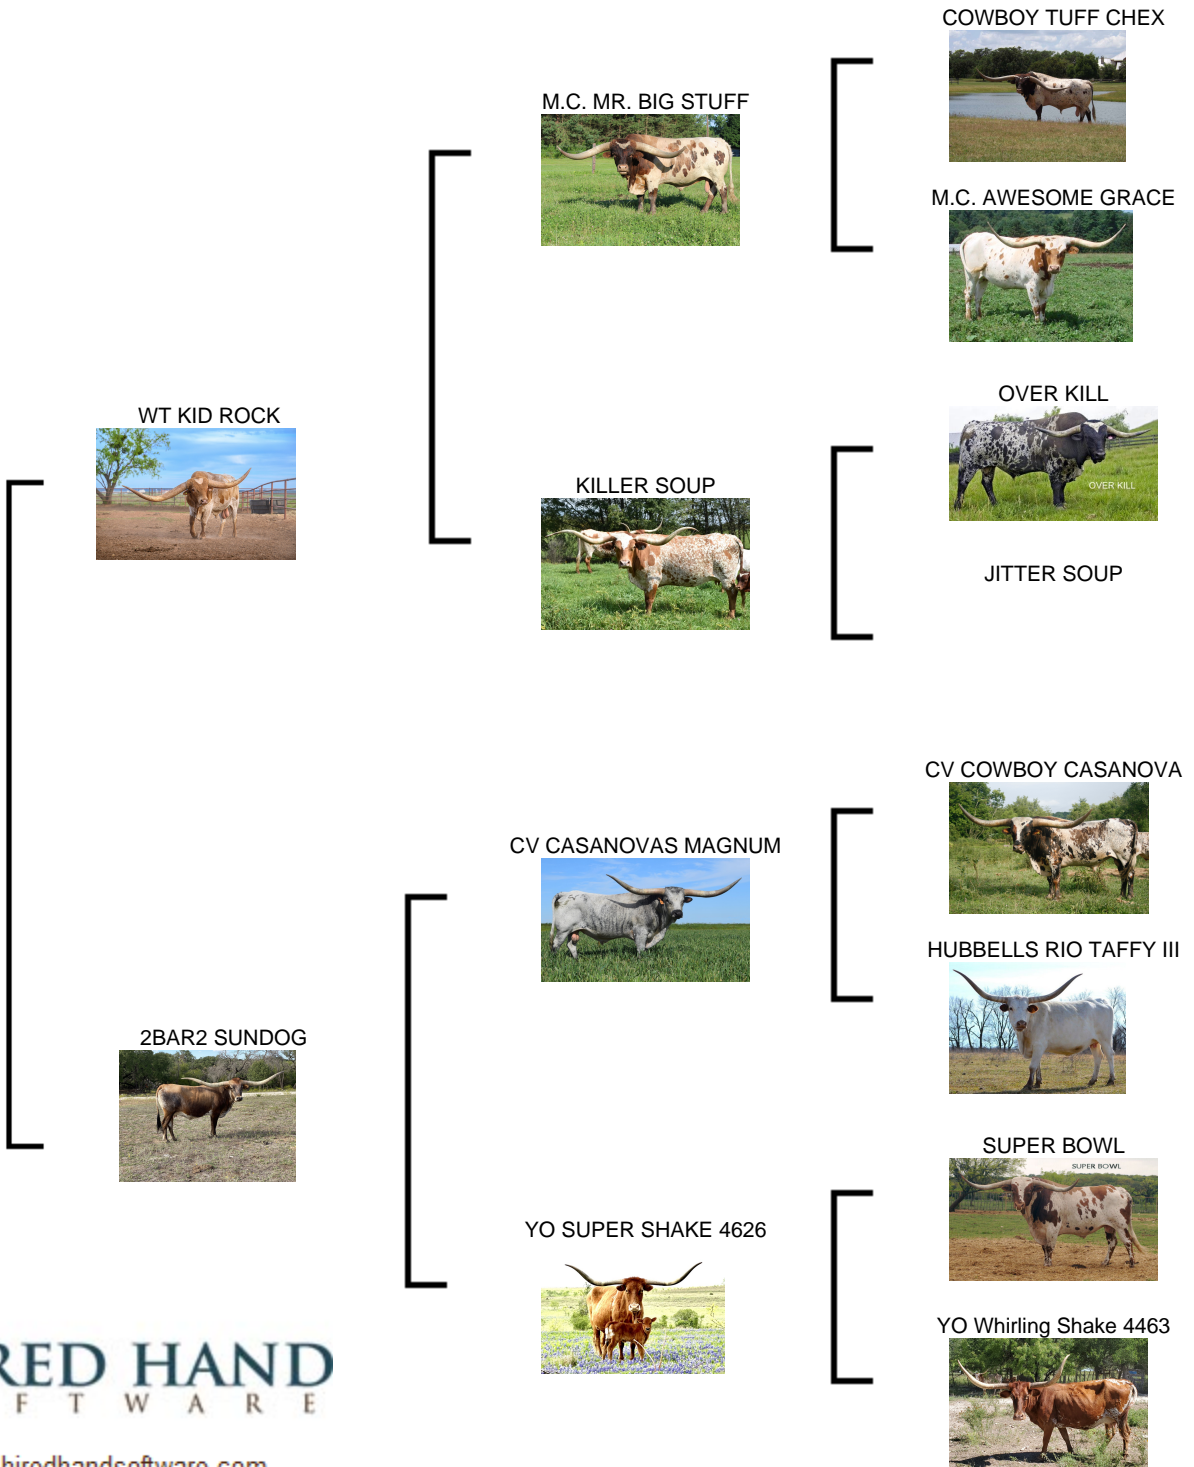 COWBOY TUFF CHEX
M.C. MR. BIG STUFF
M.C. AWESOME GRACE
WT KID ROCK
OVER KILL
OVER KILL
KILLER SOUP
JITTER SOUP
CV COWBOY CASANOVA
CV CASANOVAS MAGNUM
HUBBELLS RIO TAFFY III
2BAR2 SUNDOG
SUPER BOWL
SUPER BOWL
YO SUPER SHAKE 4626
YO Whirling Shake 4463
RED HAND
F T W A R E
hiredhandsoftware.com